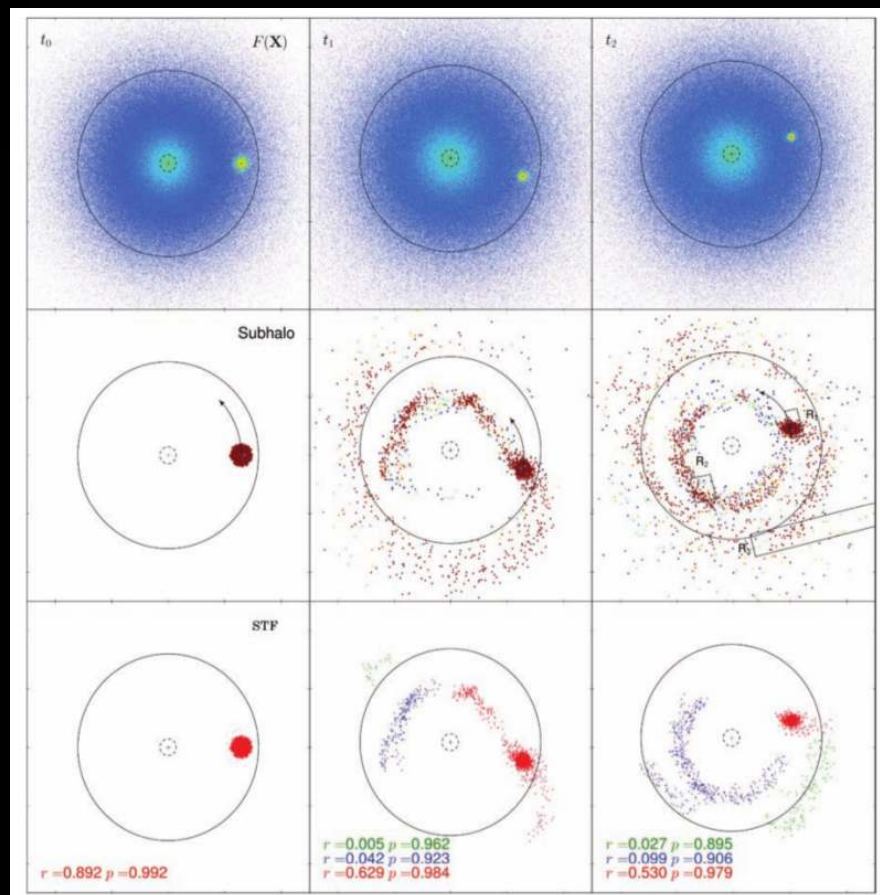 t₀ F(X) t₁ t₂
Subhalo
R₁
R₂
R₃ r
STF
r =0.005 p =0.962 r =0.027 p =0.895
r =0.042 p =0.923 r =0.099 p =0.906
r =0.892 p =0.992 r =0.629 p =0.984 r =0.530 p =0.979